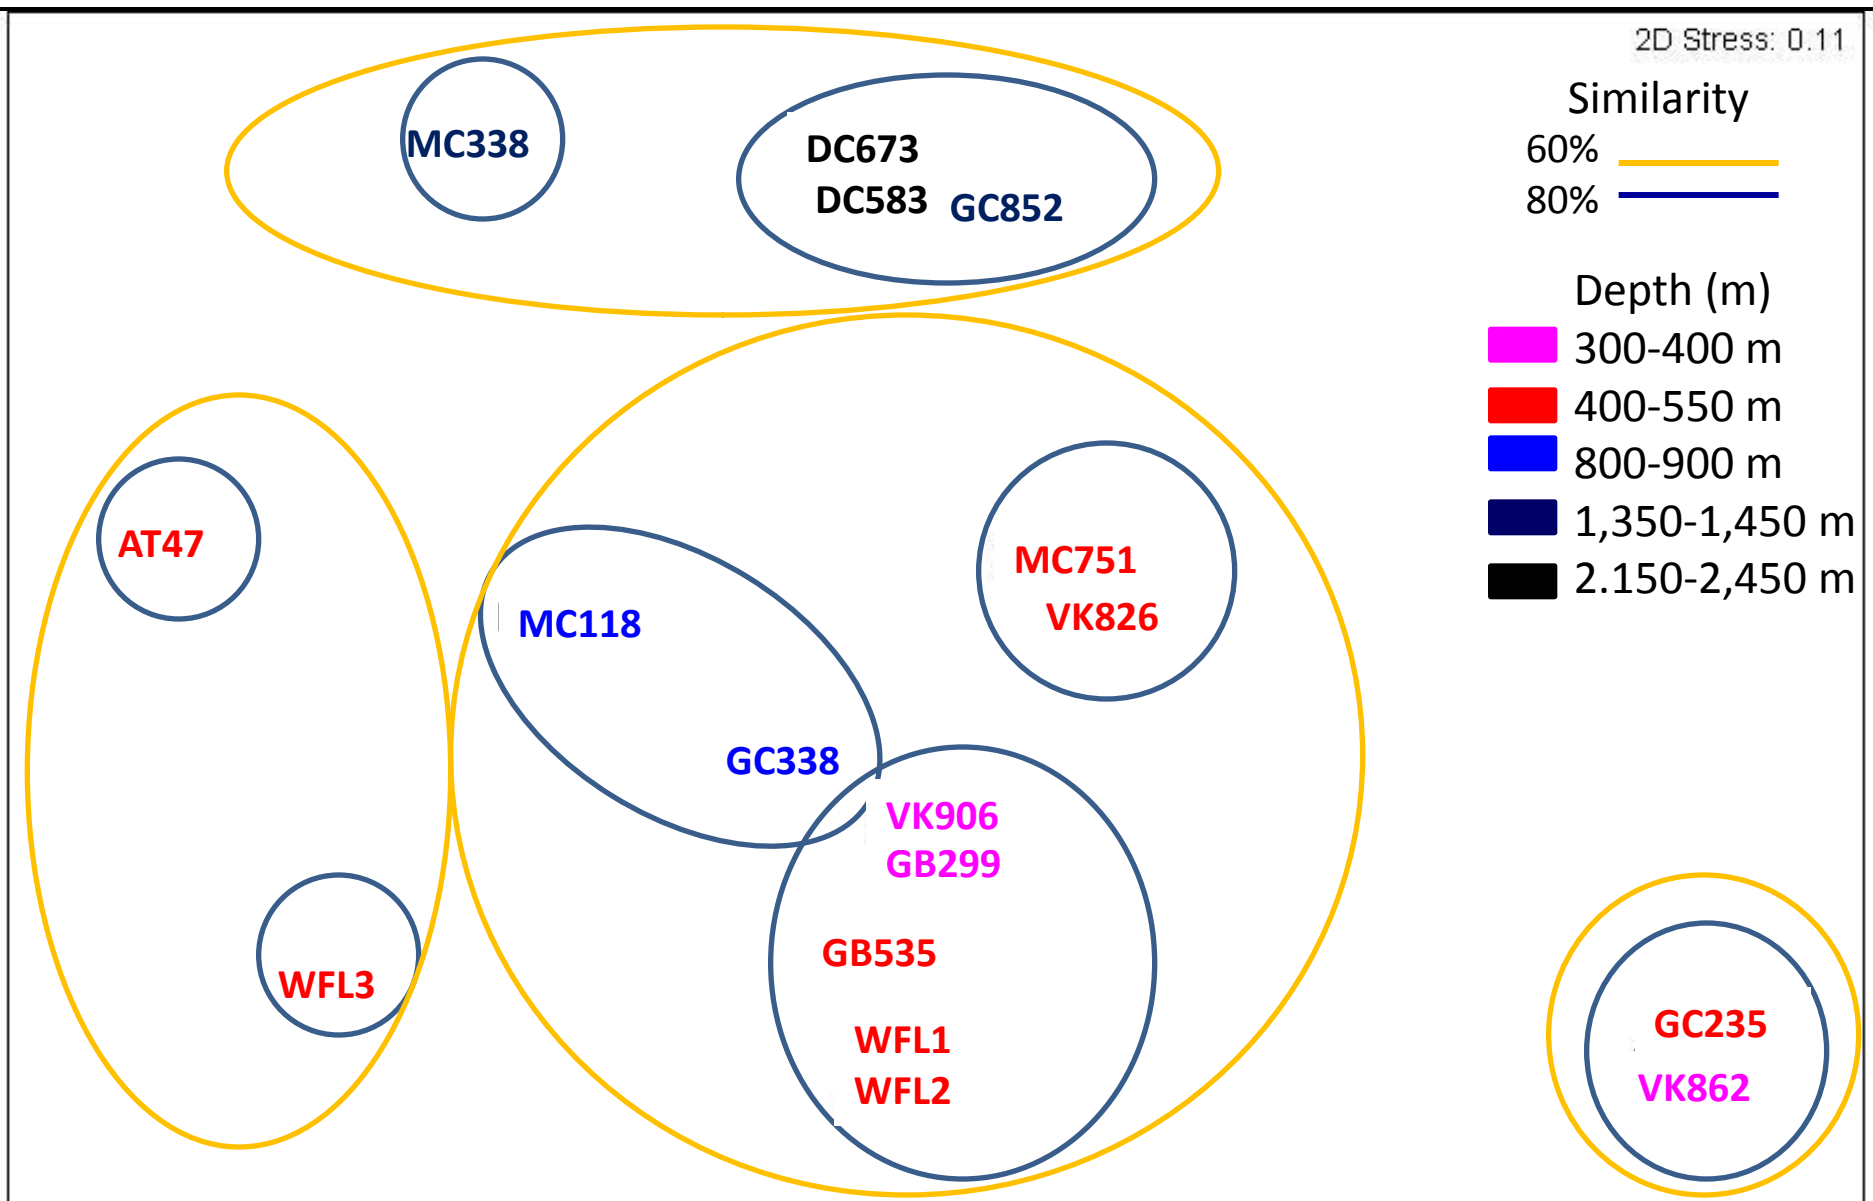 2D Stress: 0.11
Similarity
60%
80%
Depth (m)
300-400 m
400-550 m
800-900 m
1,350-1,450 m
2.150-2,450 m
MC338
DC673
DC583
GC852
AT47
WFL3
MC118
GC338
MC751
VK826
VK906
GB299
GB535
WFL1
WFL2
GC235
VK862